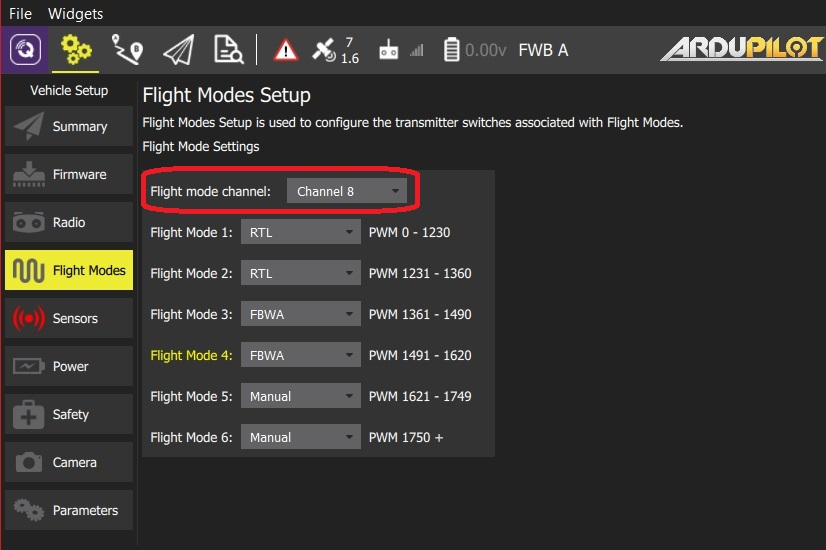 File Widgets
7
1.6
0.00v FWB A
ARDUPILOT
Vehicle Setup
Summary
Firmware
Radio
Flight Modes
Sensors
Power
Safety
Camera
Parameters
Flight Modes Setup
Flight Modes Setup is used to configure the transmitter switches associated with Flight Modes.
Flight Mode Settings
Flight mode channel: Channel 8
Flight Mode 1: RTL PWM 0 - 1230
Flight Mode 2: RTL PWM 1231 - 1360
Flight Mode 3: FBWA PWM 1361 - 1490
Flight Mode 4: FBWA PWM 1491 - 1620
Flight Mode 5: Manual PWM 1621 - 1749
Flight Mode 6: Manual PWM 1750 +